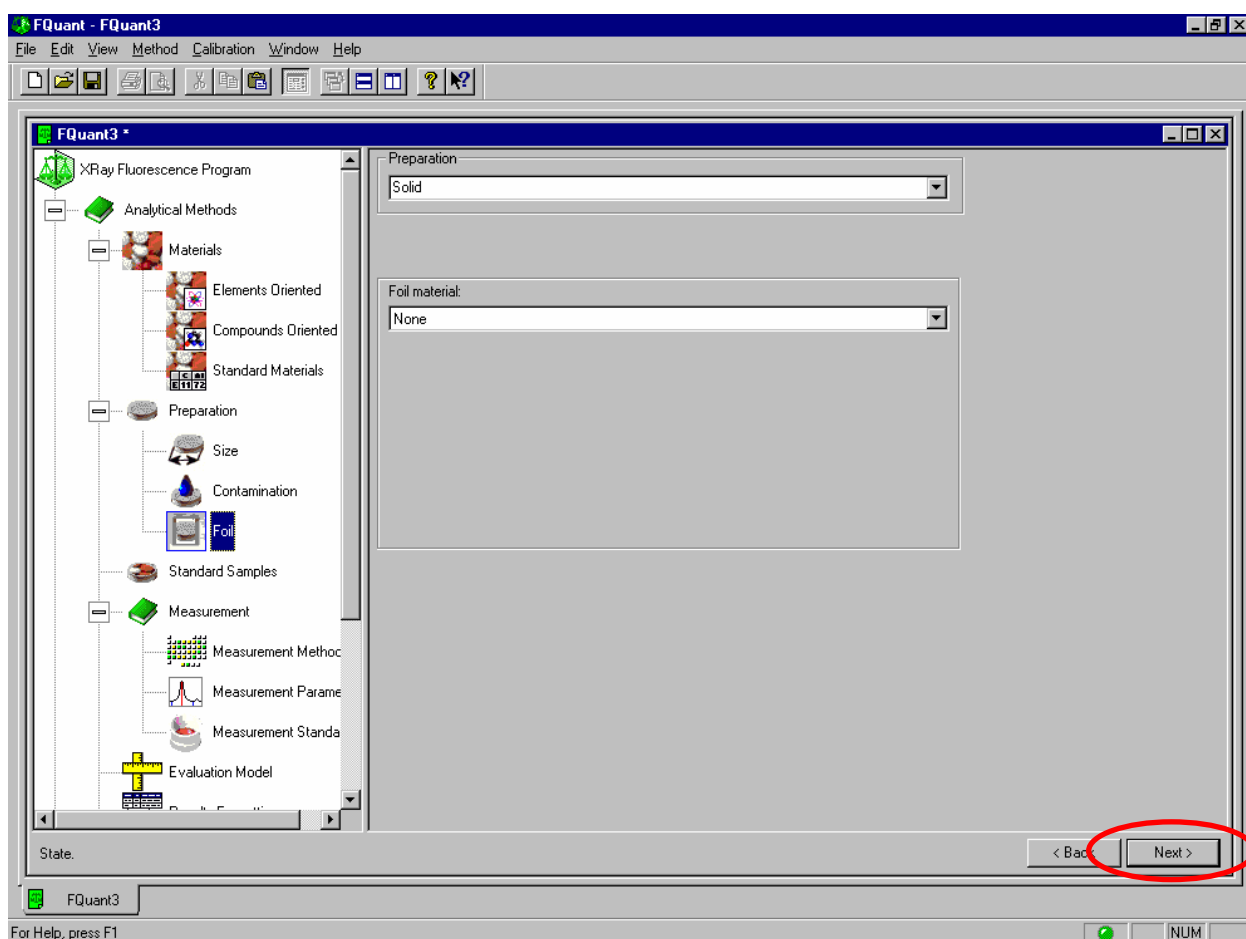 FQuant - FQuant3
File Edit View Method Calibration Window Help
FQuant3 *
XRay Fluorescence Program
Analytical Methods
Materials
Elements Oriented
Compounds Oriented
Standard Materials
Preparation
Size
Contamination
Foil
Standard Samples
Measurement
Measurement Method
Measurement Parame
Measurement Standa
Evaluation Model
Preparation
Solid
Foil material:
None
State.
< Back
Next >
FQuant3
For Help, press F1
NUM